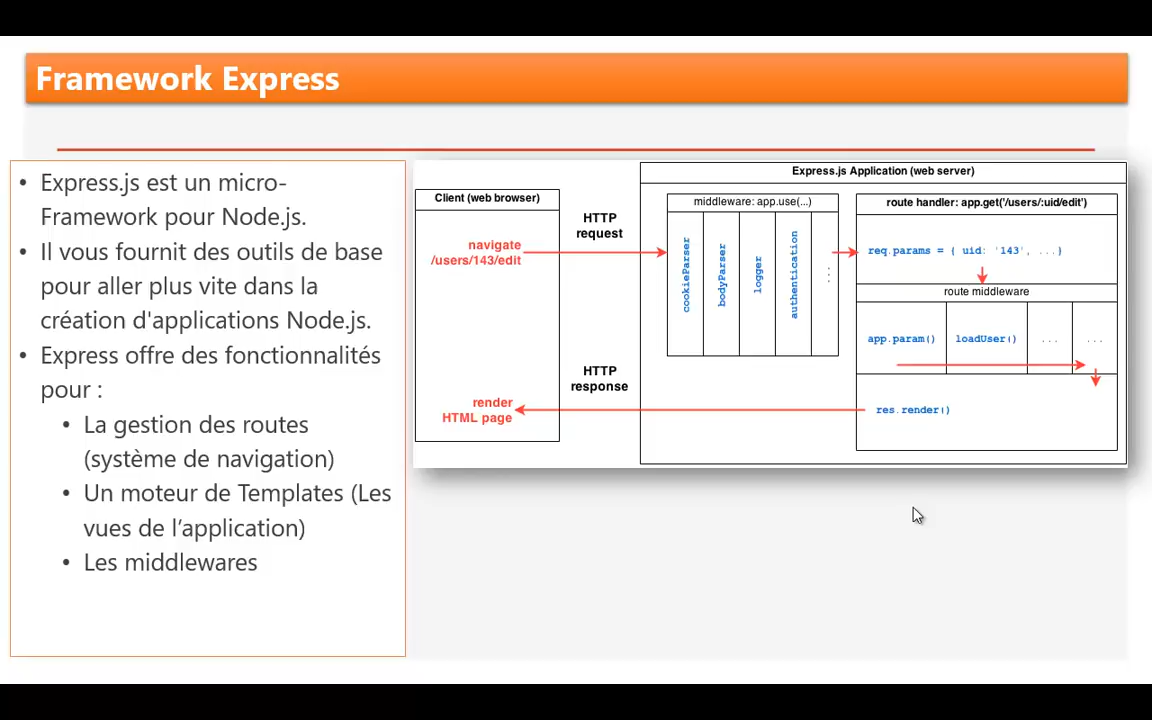 Framework Express
• Express.js est un micro-
Framework pour Node.js.
• Il vous fournit des outils de base
pour aller plus vite dans la
création d'applications Node.js.
• Express offre des fonctionnalités
pour :
• La gestion des routes
(système de navigation)
• Un moteur de Templates (Les
vues de l’application)
• Les middlewares
Client (web browser)
navigate
/users/143/edit
render
HTML page
HTTP
request
HTTP
response
Express.js Application (web server)
middleware: app.use(...)
cookieParser
bodyParser
logger
authentication
...
route handler: app.get('/users/:uid/edit')
req.params = { uid: '143', ...}
route middleware
app.param()
loadUser()
...
...
res.render()